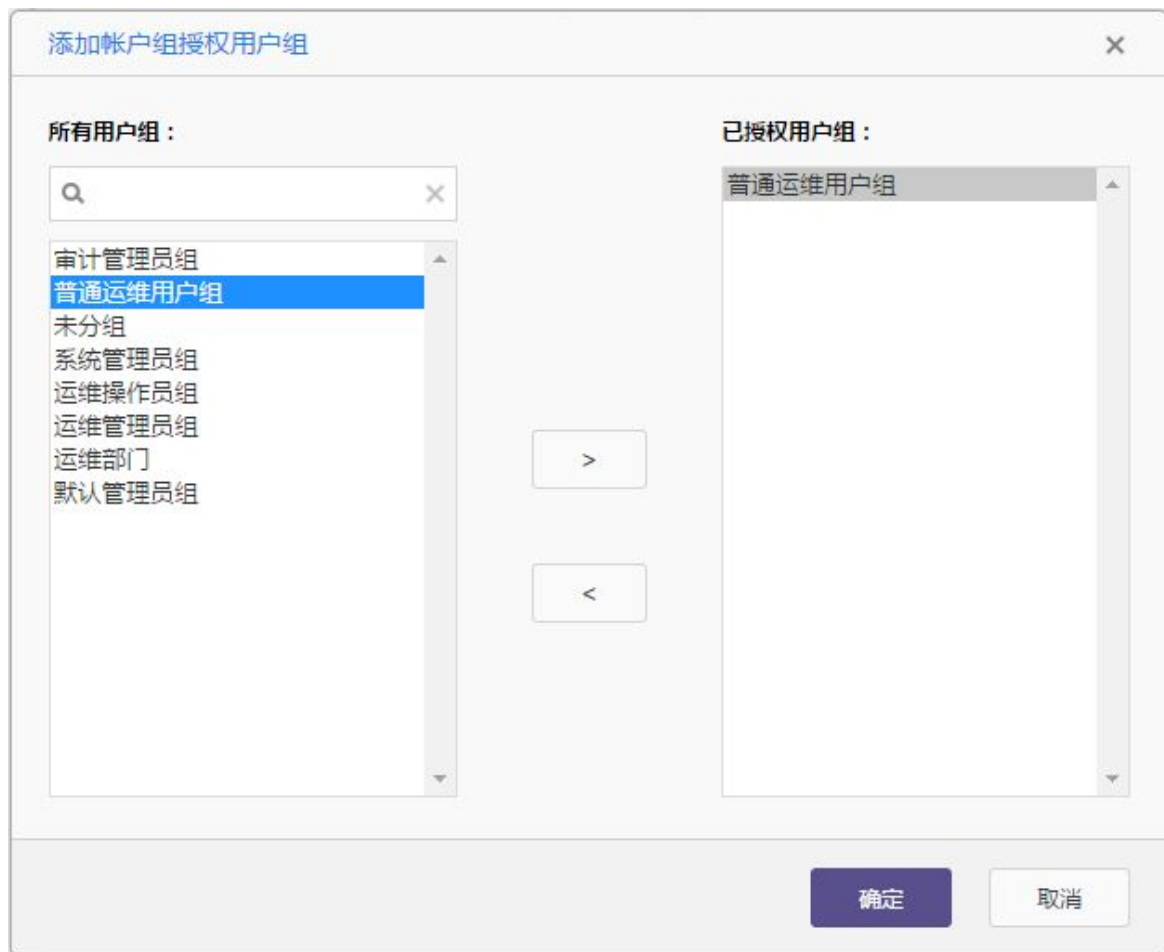 添加帐户组授权用户组
×
所有用户组：
审计管理员组
普通运维用户组
未分组
系统管理员组
运维操作员组
运维管理员组
运维部门
默认管理员组
>
<
已授权用户组：
普通运维用户组
确定
取消